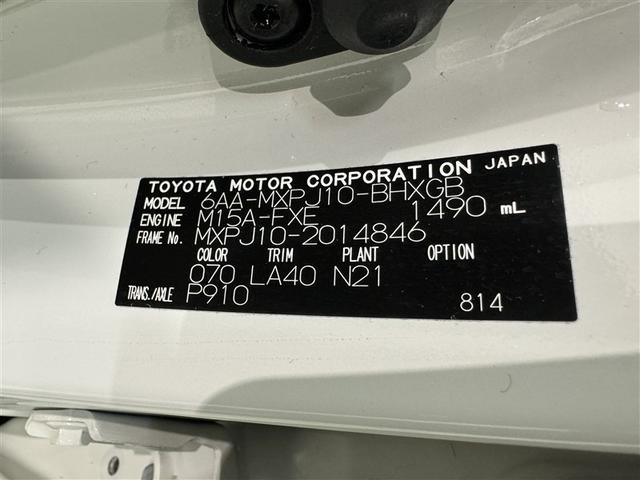 TOYOTA MOTOR CORPORATION JAPAN
MODEL 6AA-MXPJ10-BHXGB
ENGINE M15A-FXE 1490 mL
FRAME No. MXPJ10-2014846
COLOR TRIM PLANT OPTION
070 LA40 N21
TRANS./AXLE P910
814